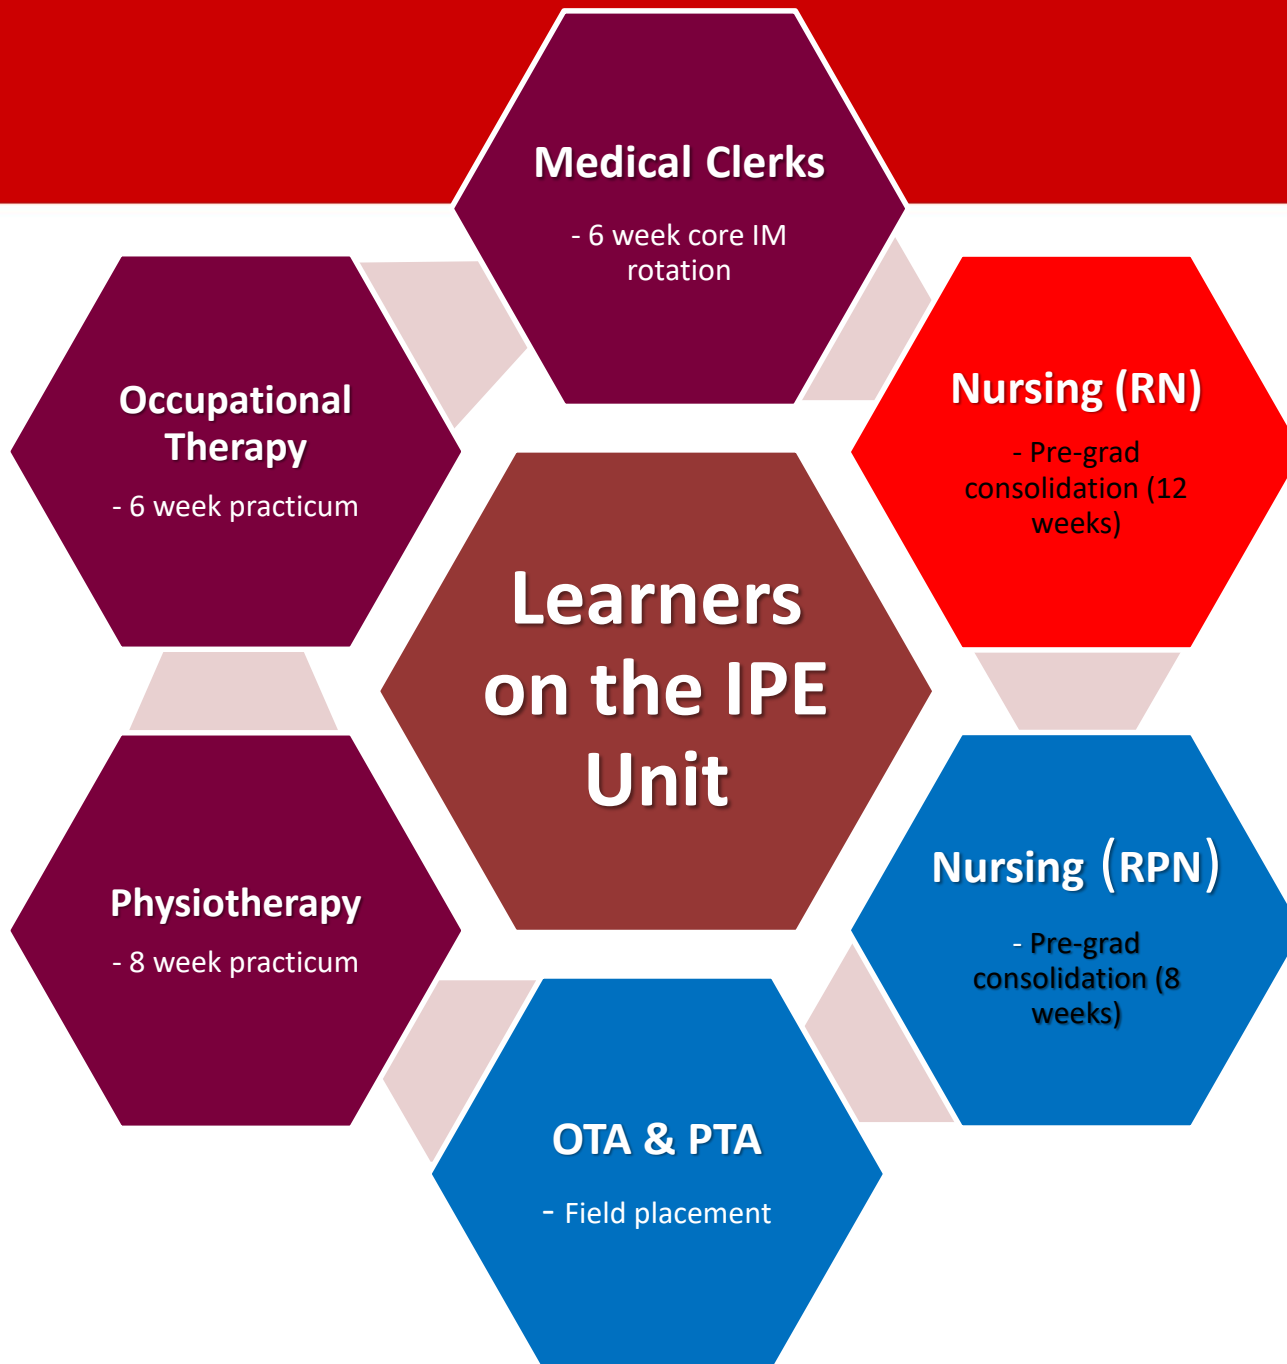 Medical Clerks
- 6 week core IM
rotation
Nursing (RN)
- Pre-grad
consolidation (12
weeks)
Nursing (RPN)
- Pre-grad
consolidation (8
weeks)
OTA & PTA
- Field placement
Physiotherapy
- 8 week practicum
Occupational
Therapy
- 6 week practicum
Learners
on the IPE
Unit